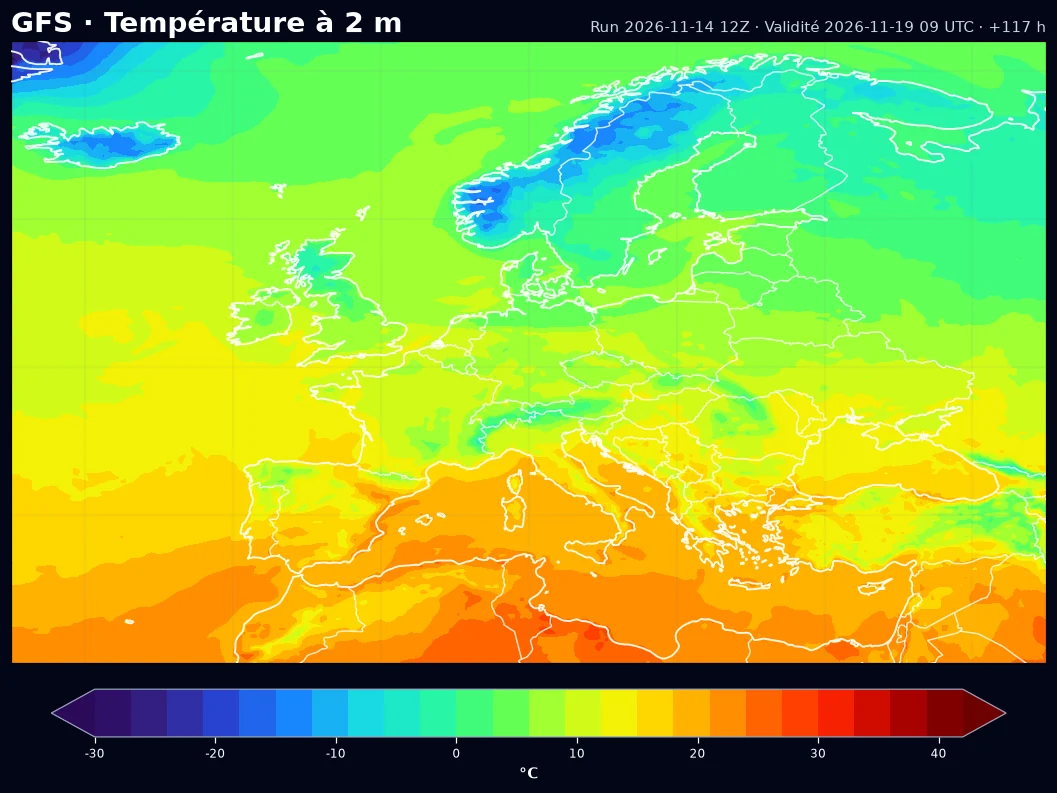 GFS · Température à 2 m
Run 2026-11-14 12Z · Validité 2026-11-19 09 UTC · +117 h
-30 -20 -10 0 10 20 30 40
°C